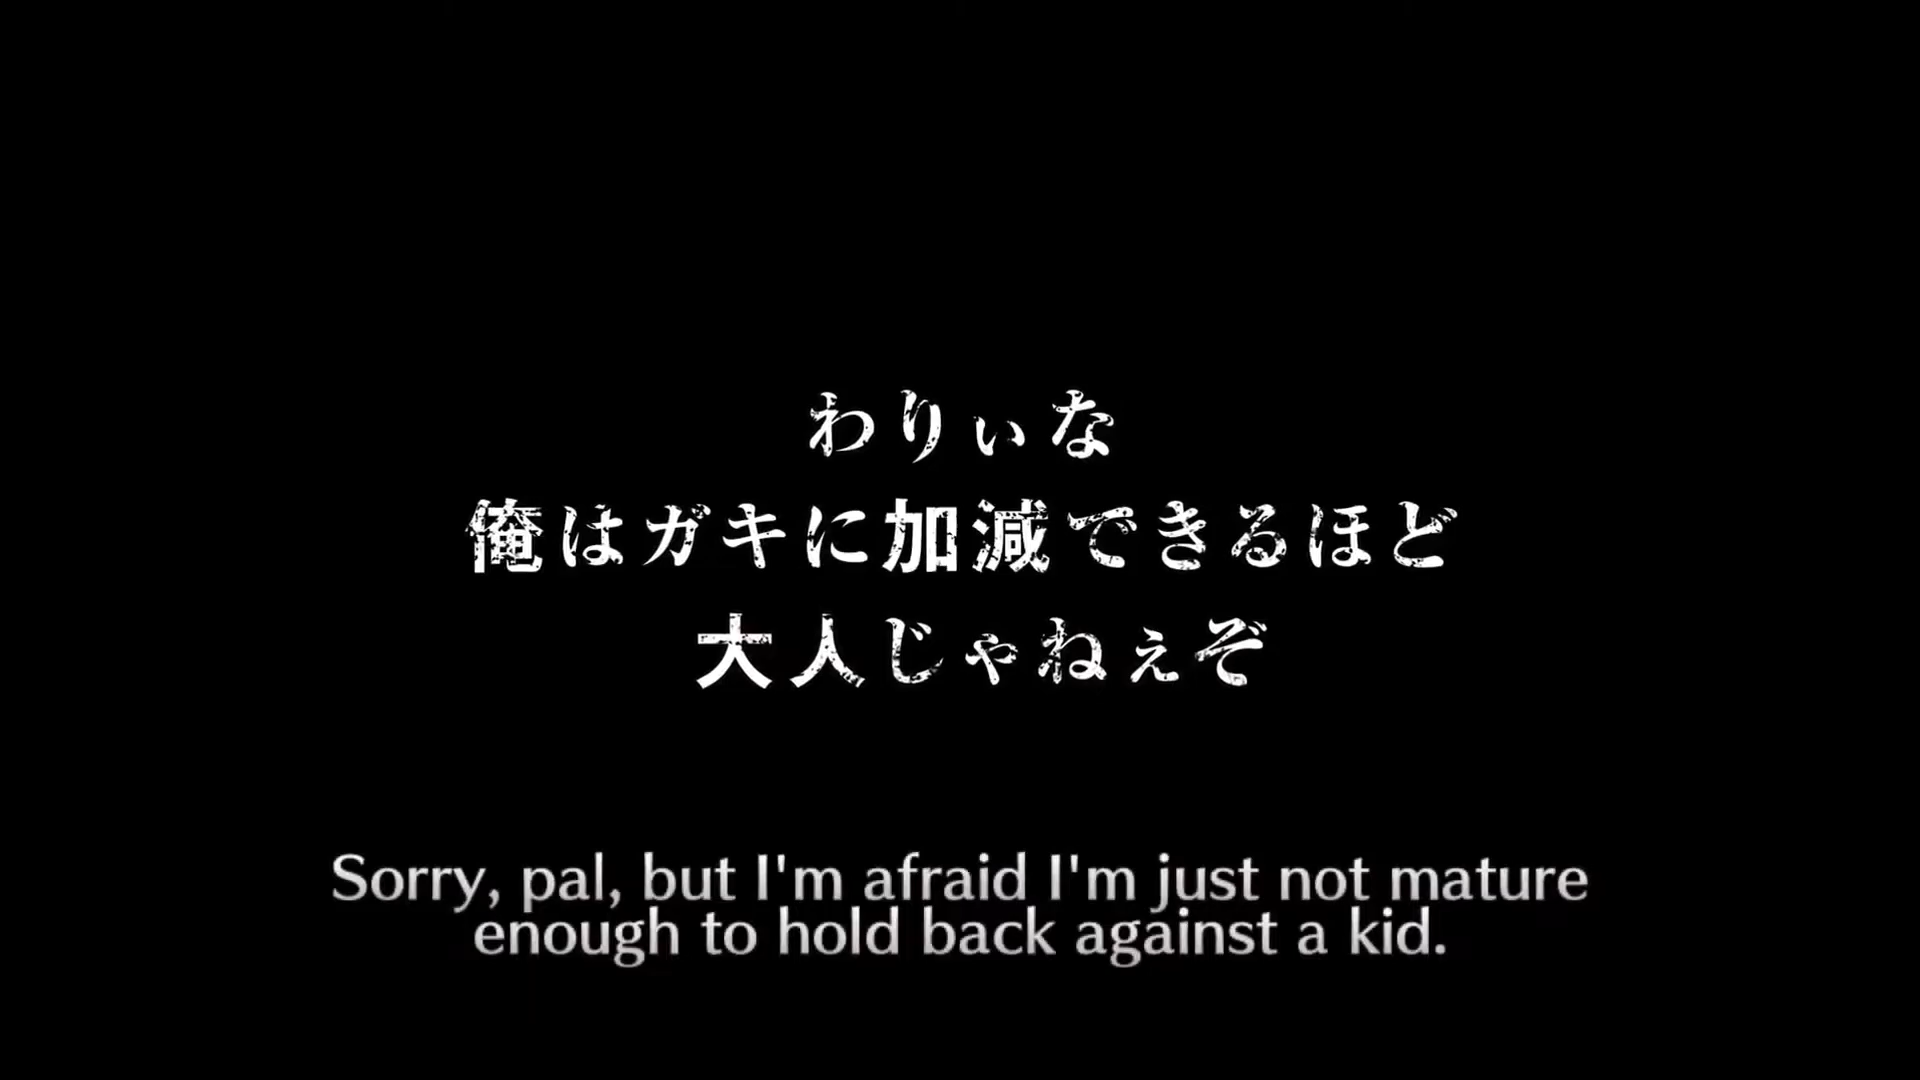 わりぃな
俺はガキに加減できるほど
大人じゃねぇぞ
Sorry, pal, but I'm afraid I'm just not mature
enough to hold back against a kid.